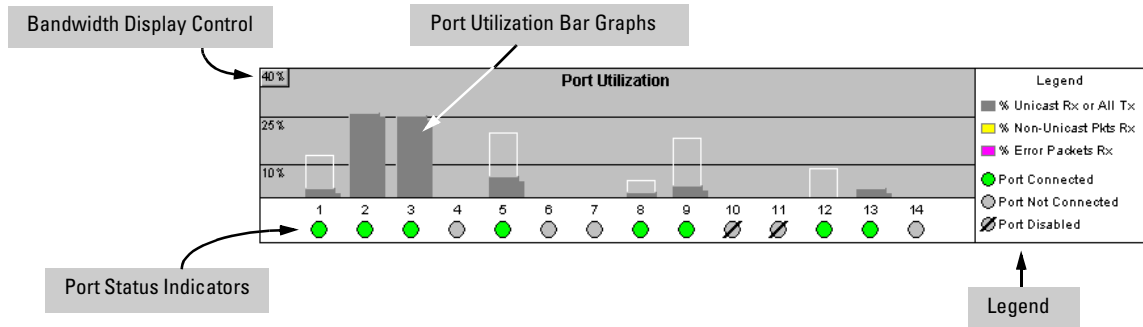 Bandwidth Display Control
Port Utilization Bar Graphs
40%
Port Utilization
25%
10%
1 2 3 4 5 6 7 8 9 10 11 12 13 14
Legend
% Unicast Rx or All Tx
% Non-Unicast Pkts Rx
% Error Packets Rx
Port Connected
Port Not Connected
Port Disabled
Port Status Indicators
Legend